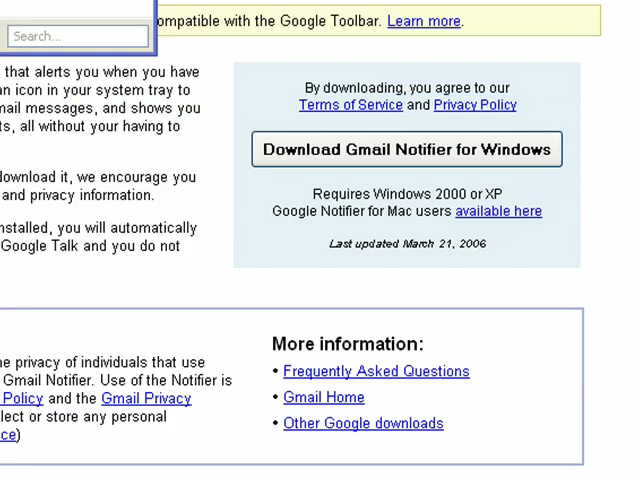 ompatible with the Google Toolbar. Learn more.
Search...
that alerts you when you have
an icon in your system tray to
mail messages, and shows you
ts, all without your having to
download it, we encourage you
and privacy information.
nstalled, you will automatically
Google Talk and you do not
By downloading, you agree to our
Terms of Service and Privacy Policy
Download Gmail Notifier for Windows
Requires Windows 2000 or XP
Google Notifier for Mac users available here
Last updated March 21, 2006
he privacy of individuals that use
Gmail Notifier. Use of the Notifier is
Policy and the Gmail Privacy
llect or store any personal
ce)
More information:
• Frequently Asked Questions
• Gmail Home
• Other Google downloads